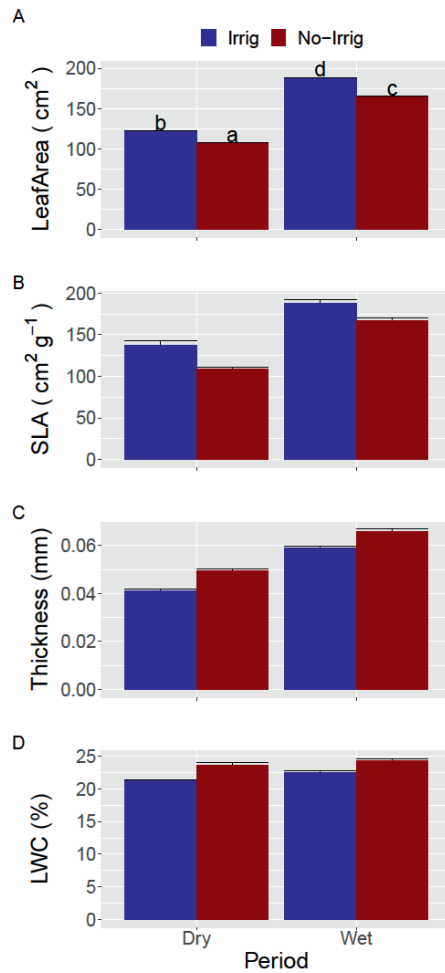 A
Irrig No-Irrig
LeafArea ( cm² )
200
150
100
50
0
b a d c
B
SLA ( cm² g⁻¹ )
200
150
100
50
0
C
Thickness (mm)
0.06
0.04
0.02
0.00
D
LWC (%)
25
20
15
10
5
0
Dry Wet
Period